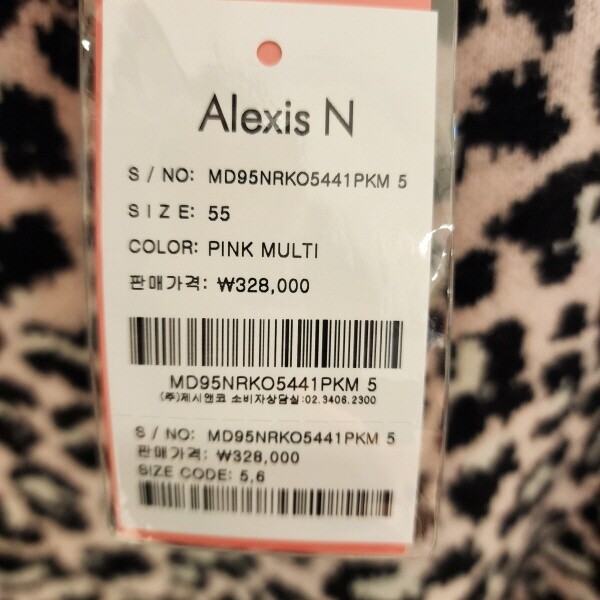 Alexis N
S / NO: MD95NRKO5441PKM 5
SIZE: 55
COLOR: PINK MULTI
판매가격: ₩328,000
MD95NRKO5441PKM 5
(주)제시앤코 소비자상담실:02.3406.2300
S / NO: MD95NRKO5441PKM 5
판매가격: ₩328,000
SIZE CODE: 5,6